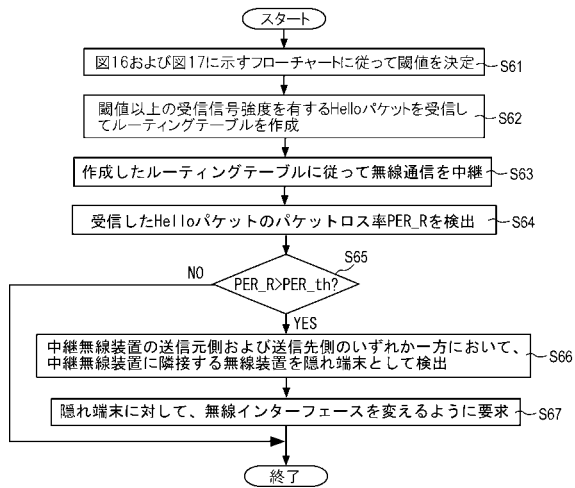 スタート
図16および図17に示すフローチャートに従って閾値を決定
S61
閾値以上の受信信号強度を有するHelloパケットを受信し
てルーティングテーブルを作成
S62
作成したルーティングテーブルに従って無線通信を中継
S63
受信したHelloパケットのパケットロス率PER_Rを検出
S64
S65
NO
PER_R>PER_th?
YES
中継無線装置の送信元側および送信先側のいずれか一方において、
中継無線装置に隣接する無線装置を隠れ端末として検出
S66
隠れ端末に対して、無線インターフェースを変えるように要求
S67
終了